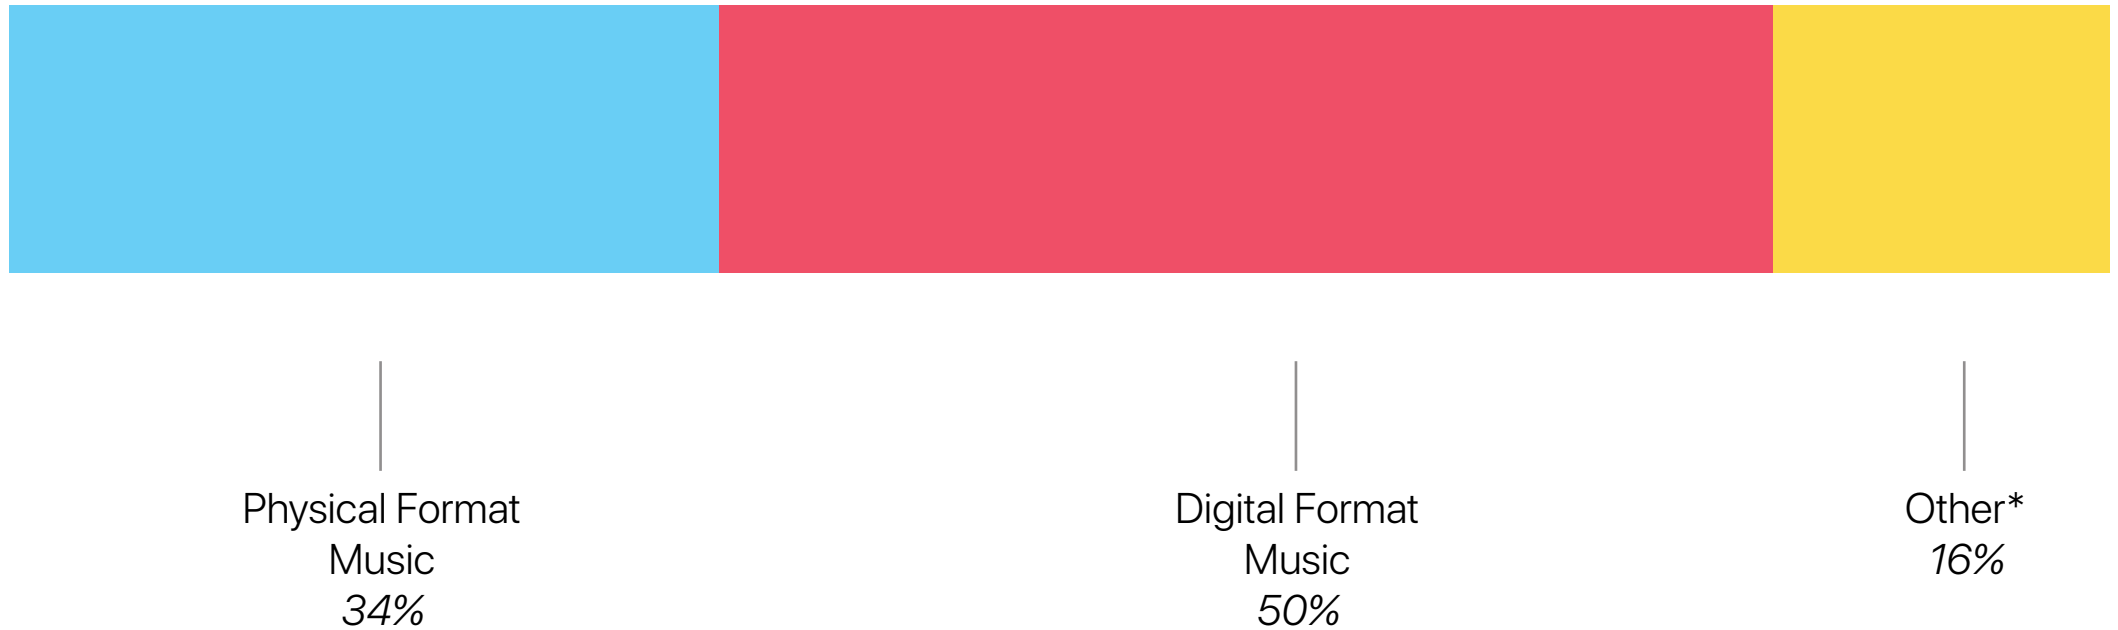 Physical Format
Music
34%
Digital Format
Music
50%
Other*
16%